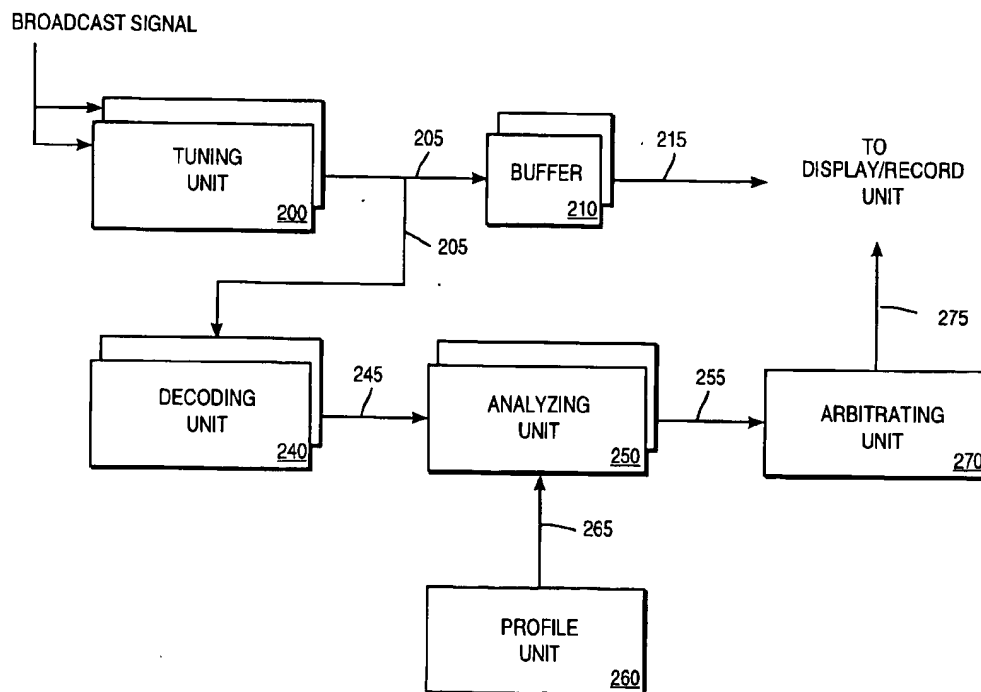 BROADCAST SIGNAL
TUNING
UNIT
200
205
BUFFER
210
215
TO
DISPLAY/RECORD
UNIT
205
275
DECODING
UNIT
240
245
ANALYZING
UNIT
250
255
ARBITRATING
UNIT
270
265
PROFILE
UNIT
260